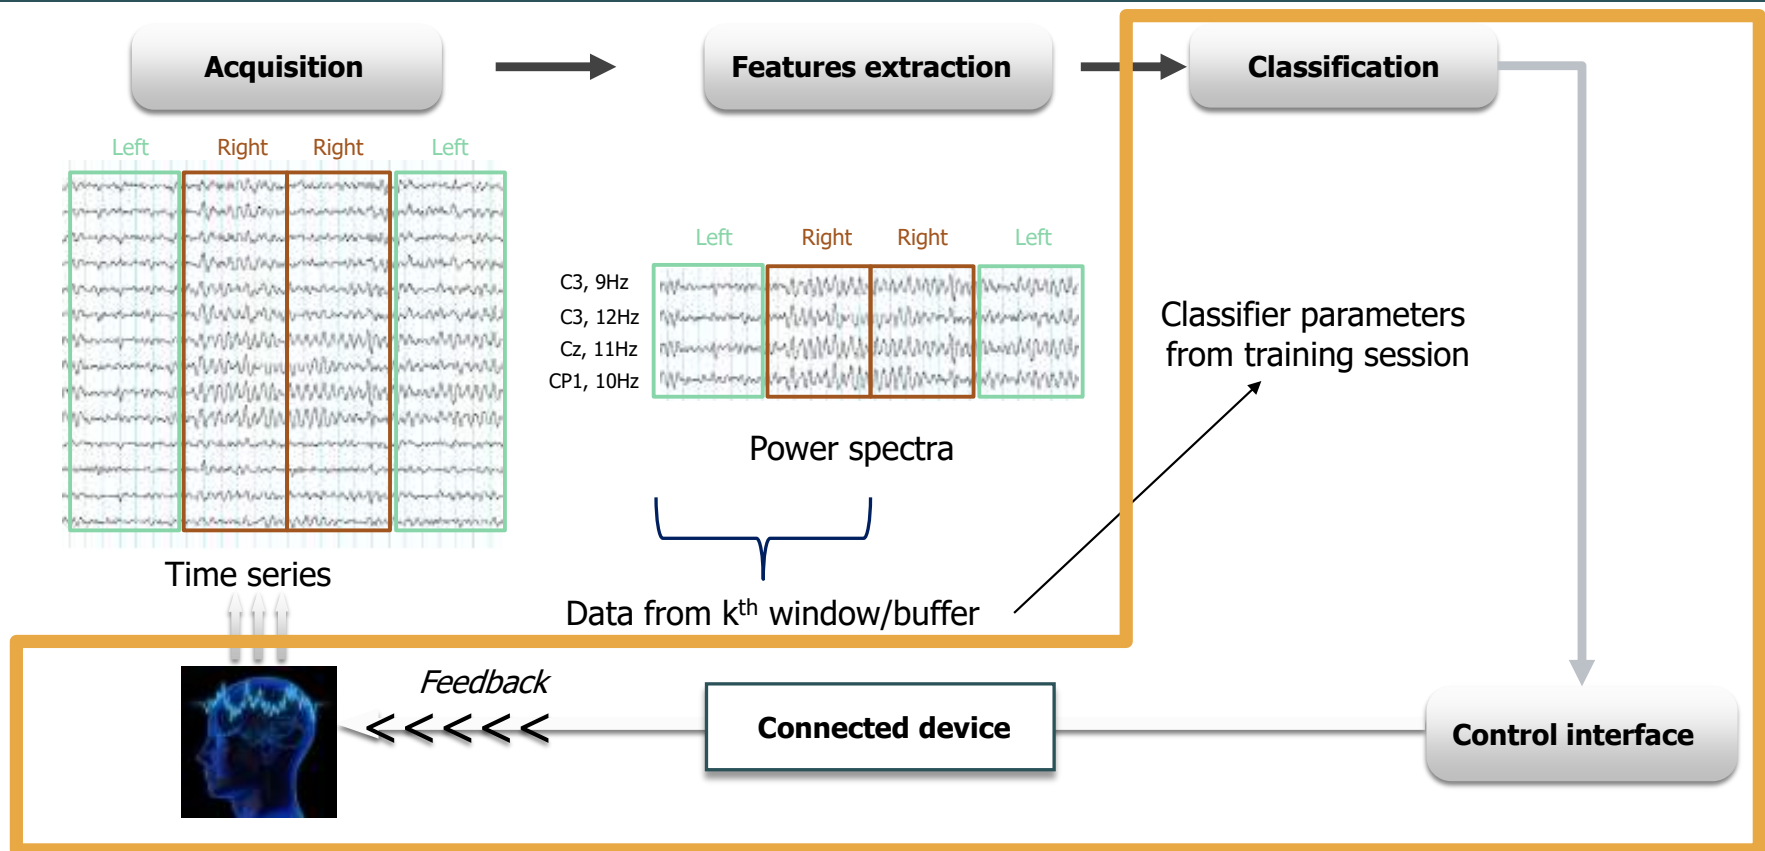 Acquisition
Features extraction
Classification
Left Right Right Left
Left Right Right Left
C3, 9Hz
C3, 12Hz
Cz, 11Hz
CP1, 10Hz
Classifier parameters
from training session
Power spectra
Time series
Data from kth window/buffer
Feedback
<<<<<
Connected device
Control interface